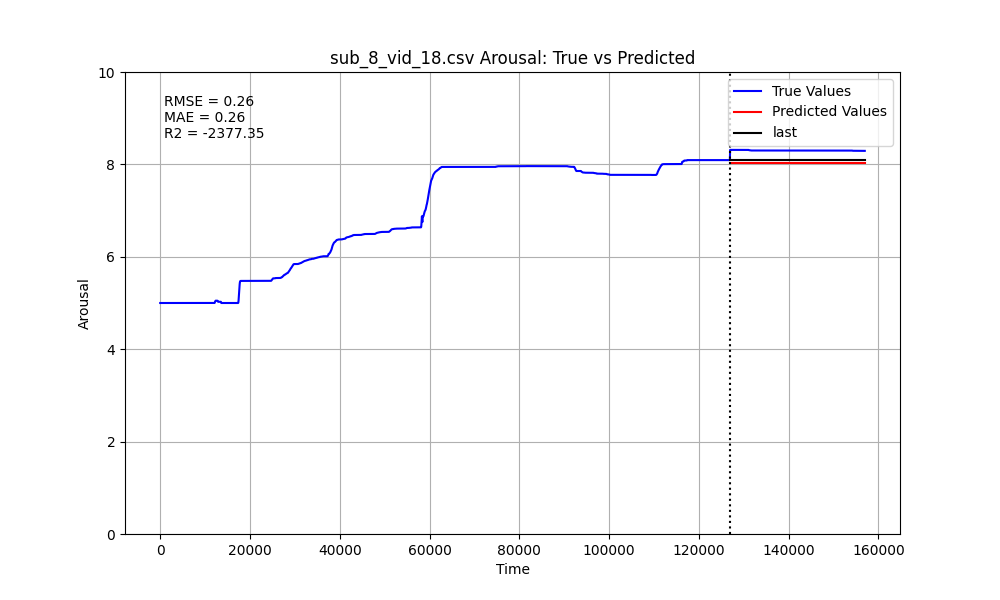 sub_8_vid_18.csv Arousal: True vs Predicted
RMSE = 0.26
MAE = 0.26
R2 = -2377.35
True Values
Predicted Values
last
Arousal
10
8
6
4
2
0
0
20000
40000
60000
80000
100000
120000
140000
160000
Time